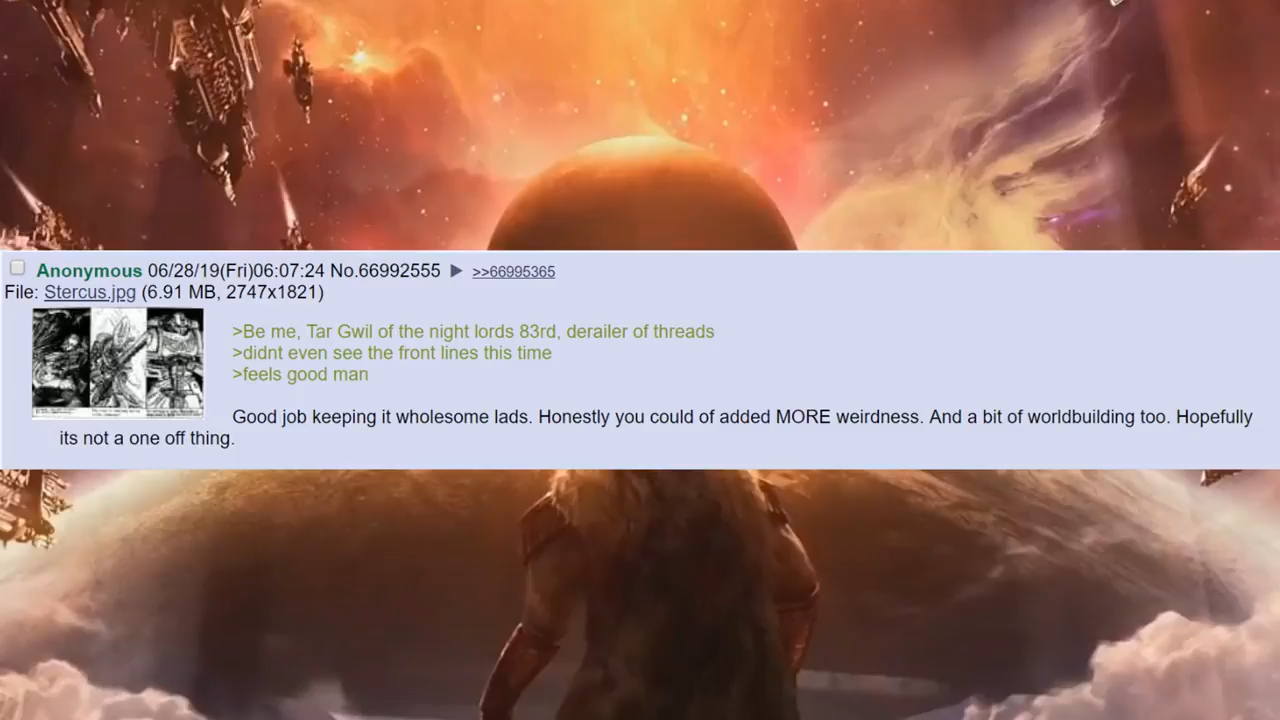 Anonymous 06/28/19(Fri)06:07:24 No.66992555 ▶ >>66995365
File: Stercus.jpg (6.91 MB, 2747x1821)
>Be me, Tar Gwil of the night lords 83rd, derailer of threads
>didnt even see the front lines this time
>feels good man
Good job keeping it wholesome lads. Honestly you could of added MORE weirdness. And a bit of worldbuilding too. Hopefully
its not a one off thing.